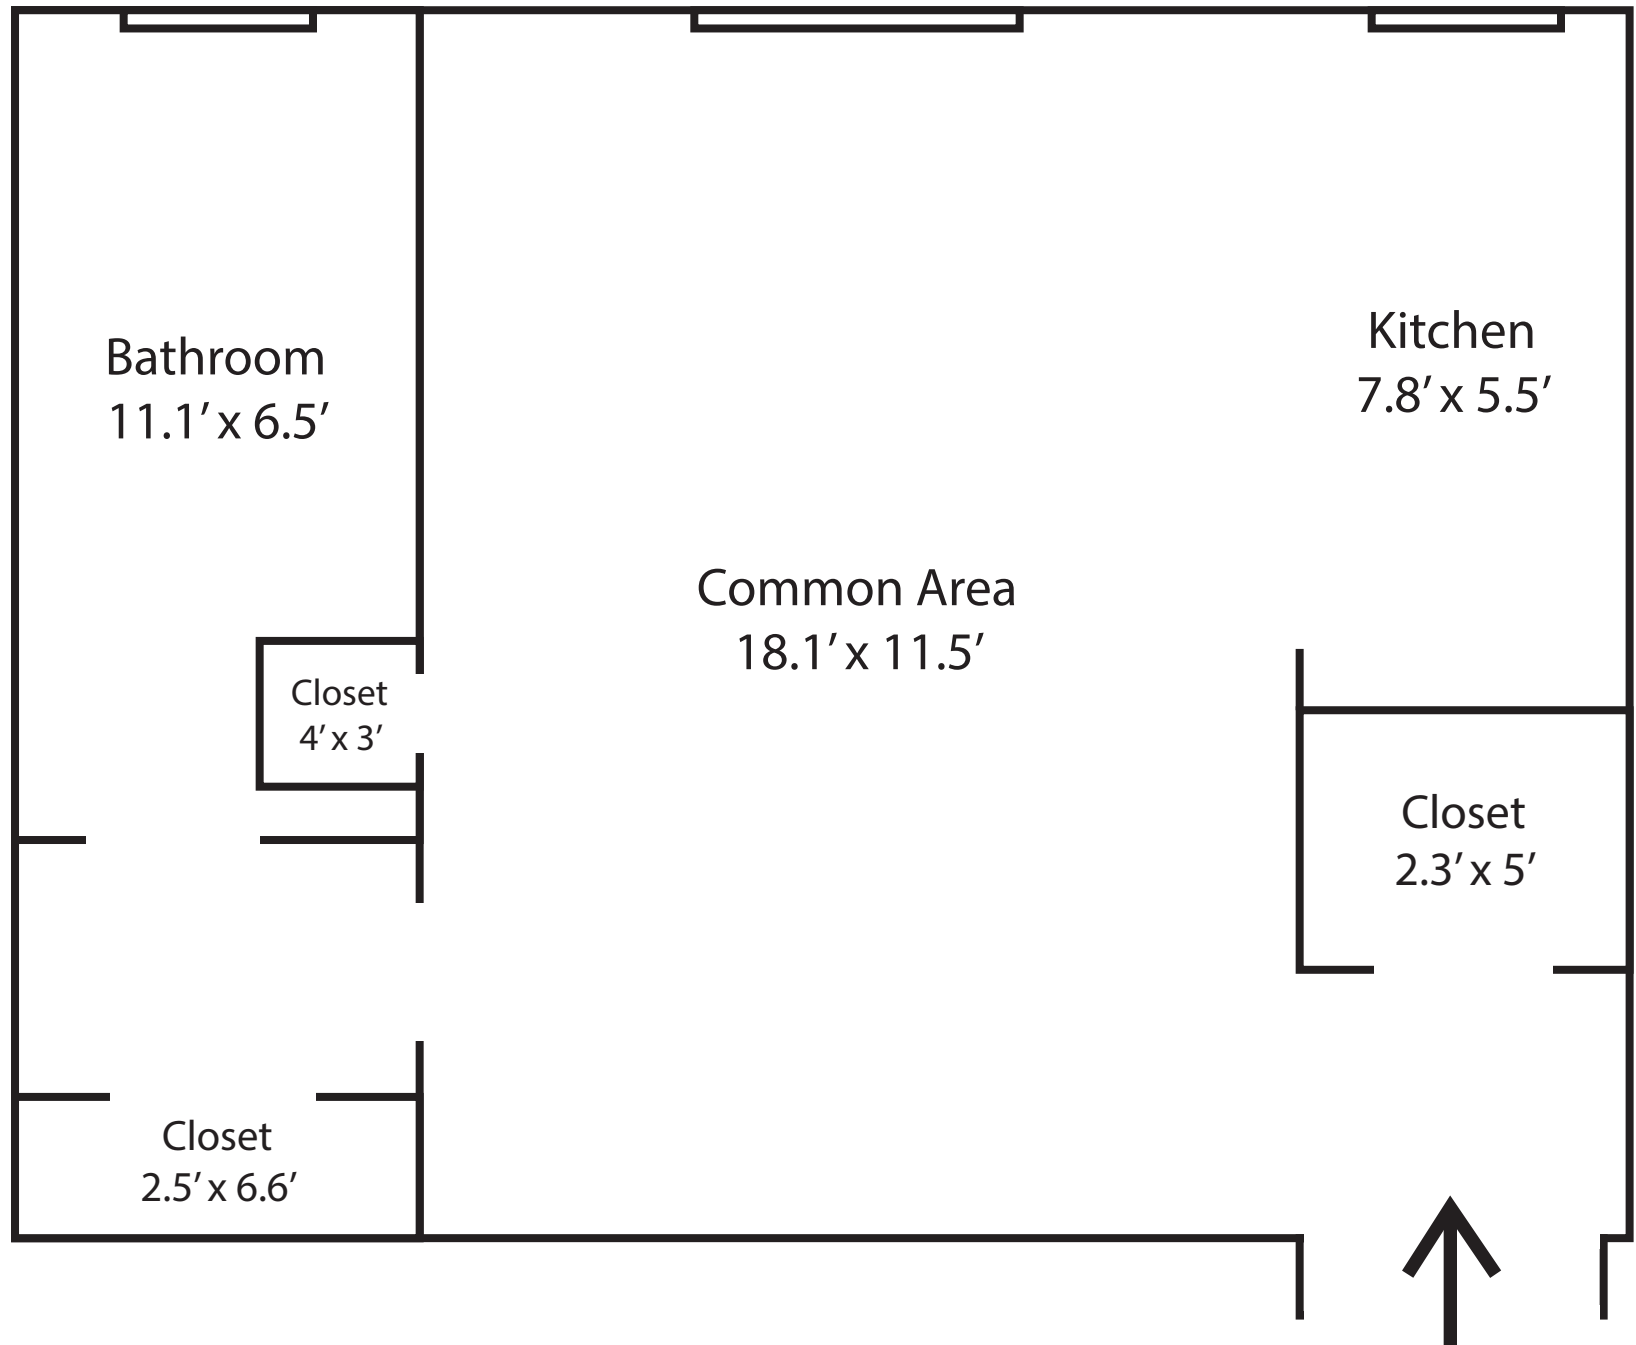 Bathroom
11.1’ x 6.5’
Kitchen
7.8’ x 5.5’
Common Area
18.1’ x 11.5’
Closet
4’ x 3’
Closet
2.3’ x 5’
Closet
2.5’ x 6.6’